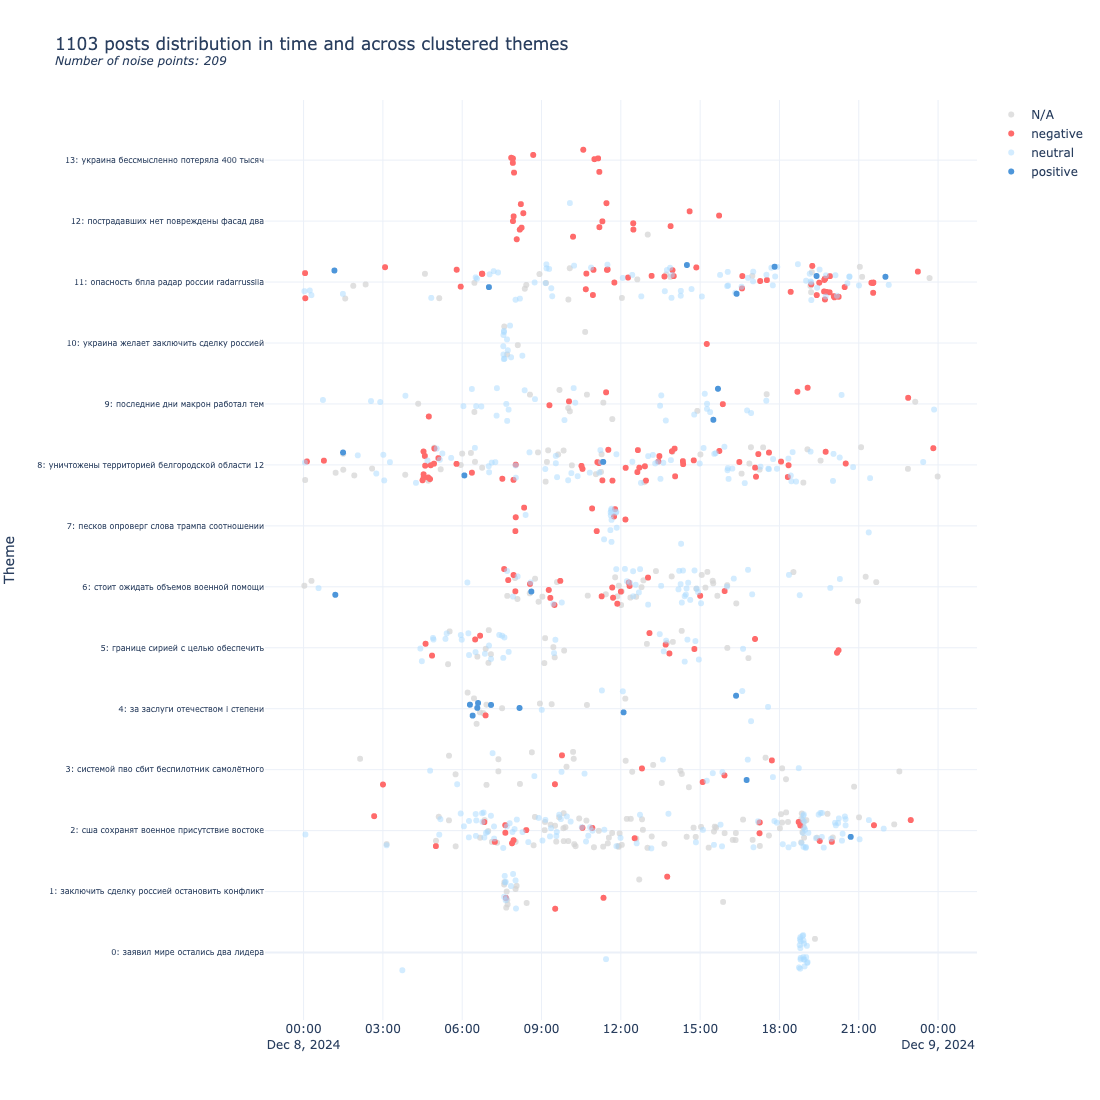 1103 posts distribution in time and across clustered themes
Number of noise points: 209
N/A
negative
neutral
positive
Theme
13: украина бессмысленно потеряла 400 тысяч
12: пострадавших нет повреждены фасад два
11: опасность бпла радар россии radarrussiia
10: украина желает заключить сделку россией
9: последние дни макрон работал тем
8: уничтожены территорией белгородской области 12
7: песков опроверг слова трампа соотношении
6: стоит ожидать объемов военной помощи
5: границе сирией с целью обеспечить
4: за заслуги отечеством i степени
3: системой пво сбит беспилотник самолётного
2: сша сохранят военное присутствие востоке
1: заключить сделку россией остановить конфликт
0: заявил мире остались два лидера
00:00 03:00 06:00 09:00 12:00 15:00 18:00 21:00 00:00
Dec 8, 2024 Dec 9, 2024